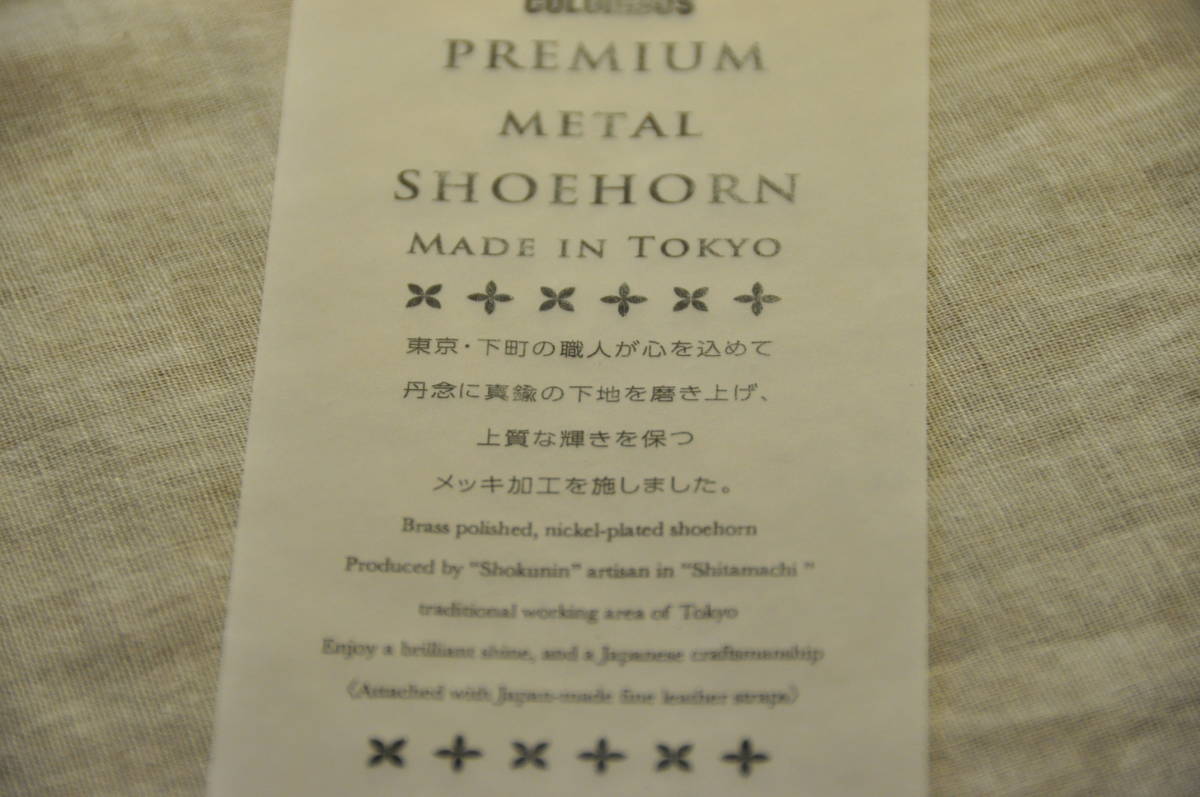 COLUMBUS
PREMIUM
METAL
SHOEHORN
MADE IN TOKYO
東京・下町の職人が心を込めて
丹念に真鍮の下地を磨き上げ、
上質な輝きを保つ
メッキ加工を施しました。
Brass polished, nickel-plated shoehorn
Produced by "Shokunin" artisan in "Shitamachi "
traditional working area of Tokyo
Enjoy a brilliant shine, and a Japanese craftsmanship
(Attached with Japan-made fine leather straps)